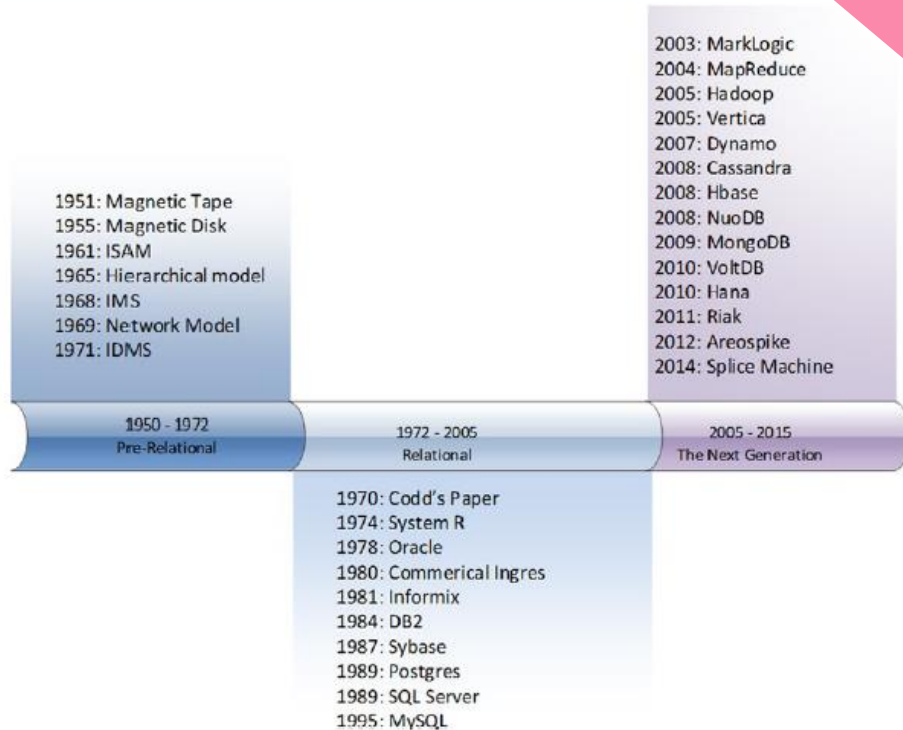 1951: Magnetic Tape
1955: Magnetic Disk
1961: ISAM
1965: Hierarchical model
1968: IMS
1969: Network Model
1971: IDMS
1950 - 1972
Pre-Relational
1972 - 2005
Relational
1970: Codd's Paper
1974: System R
1978: Oracle
1980: Commerical Ingres
1981: Informix
1984: DB2
1987: Sybase
1989: Postgres
1989: SQL Server
1995: MySQL
2003: MarkLogic
2004: MapReduce
2005: Hadoop
2005: Vertica
2007: Dynamo
2008: Cassandra
2008: Hbase
2008: NuoDB
2009: MongoDB
2010: VoltDB
2010: Hana
2011: Riak
2012: Areospike
2014: Splice Machine
2005 - 2015
The Next Generation